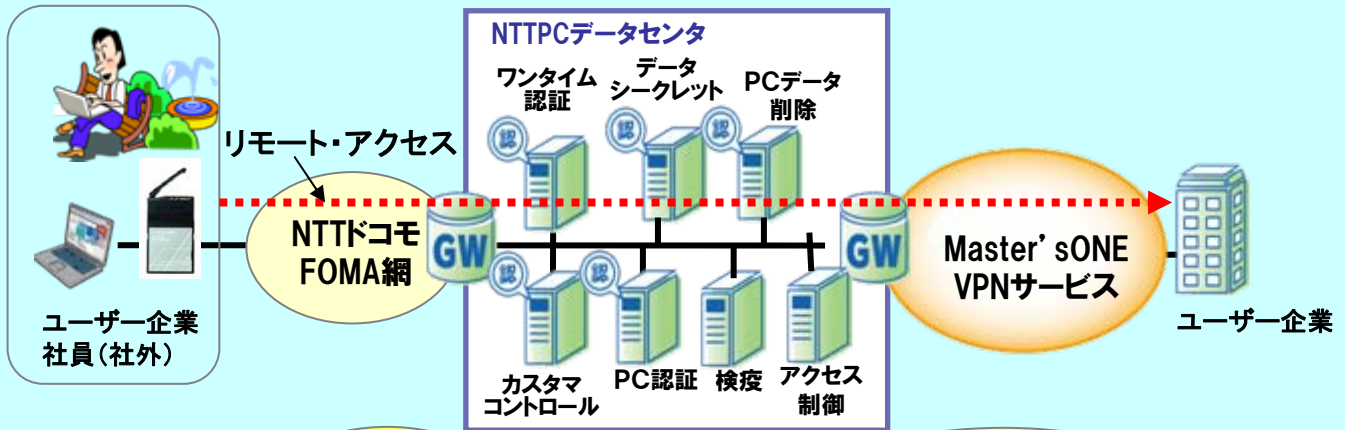 NTTPCデータセンタ
ワンタイム
認証
データ
シークレット
PCデータ
削除
認
認
認
リモート・アクセス
NTTドコモ
FOMA網
GW
GW
Master'sONE
VPNサービス
認
認
ユーザー企業
社員(社外)
カスタマ
コントロール
PC認証
検疫
アクセス
制御
ユーザー企業